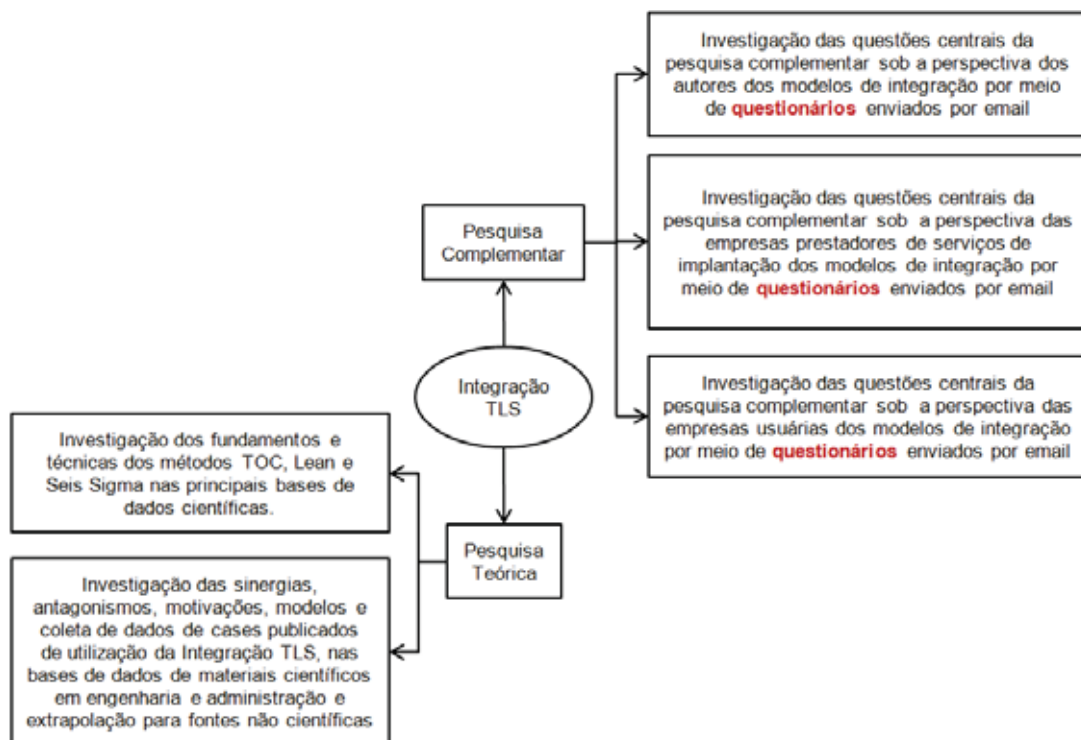 Investigação das questões centrais da
pesquisa complementar sob a perspectiva dos
autores dos modelos de integração por meio
de questionários enviados por email
Investigação das questões centrais da
pesquisa complementar sob a perspectiva das
empresas prestadores de serviços de
implantação dos modelos de integração por
meio de questionários enviados por email
Pesquisa
Complementar
Integração
TLS
Investigação das questões centrais da
pesquisa complementar sob a perspectiva das
empresas usuárias dos modelos de integração
por meio de questionários enviados por email
Investigação dos fundamentos e
técnicas dos métodos TOC, Lean e
Seis Sigma nas principais bases de
dados científicas.
Pesquisa
Teórica
Investigação das sinergias,
antagonismos, motivações, modelos e
coleta de dados de cases publicados
de utilização da Integração TLS, nas
bases de dados de materiais científicos
em engenharia e administração e
extrapolação para fontes não científicas